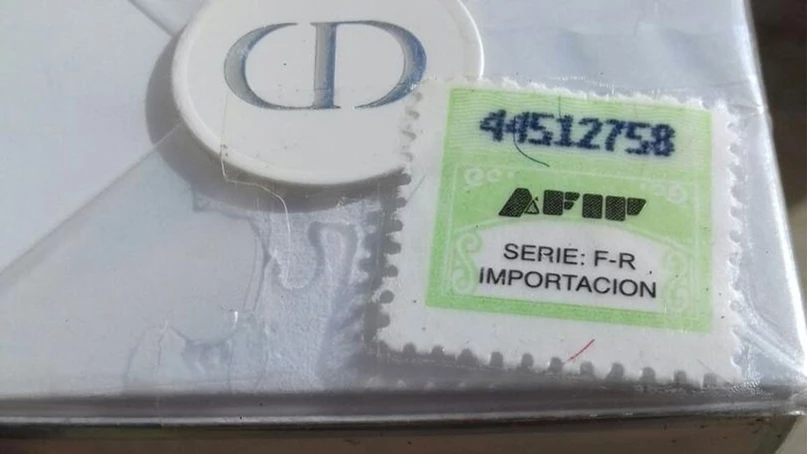 CD
44512758
AFIP
SERIE: F-R
IMPORTACION